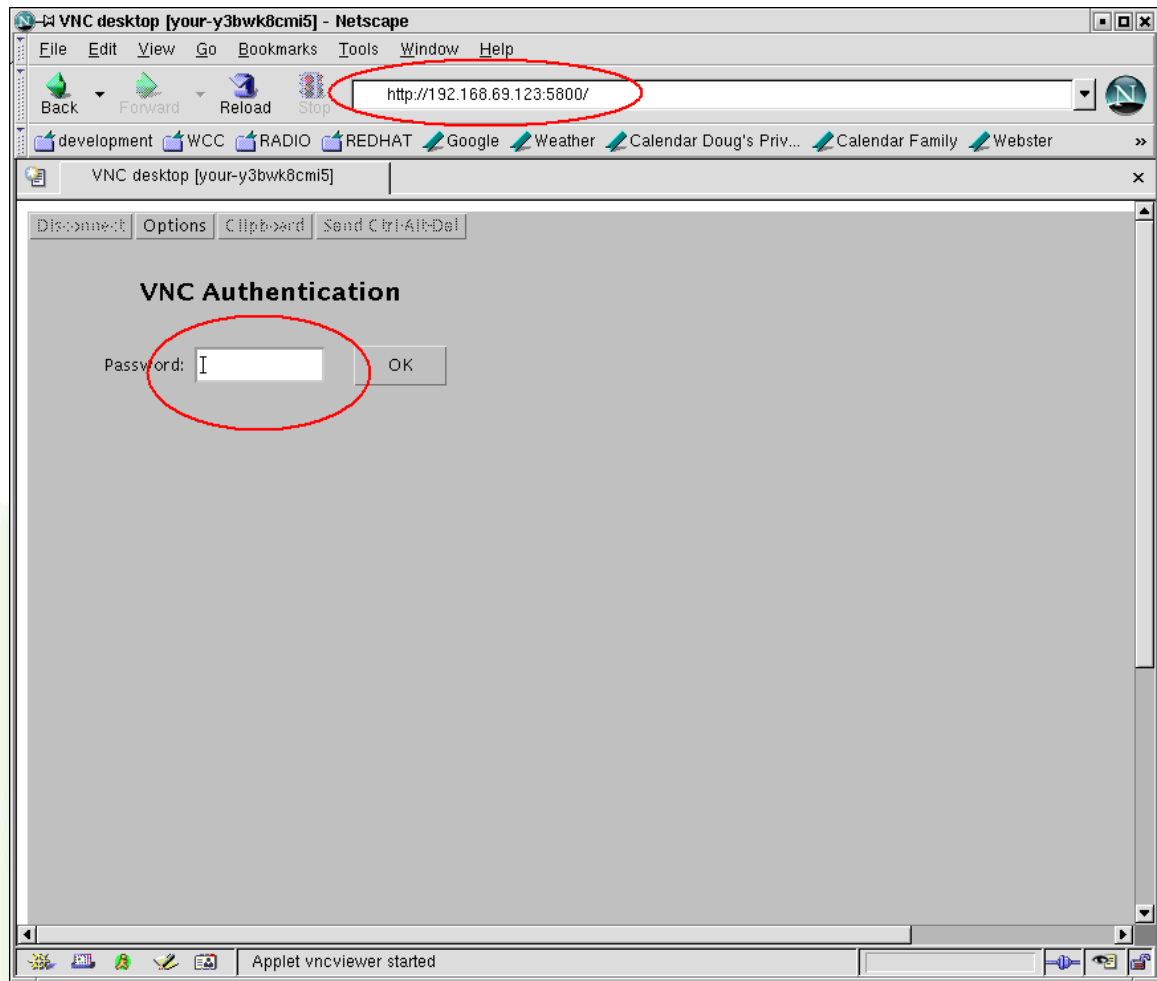 VNC desktop [your-y3bwk8cmi5] - Netscape
File Edit View Go Bookmarks Tools Window Help
Back Forward Reload Stop http://192.168.69.123:5800/ N
development WCC RADIO REDHAT Google Weather Calendar Doug's Priv... Calendar Family Webster »
VNC desktop [your-y3bwk8cmi5]
Disconnect Options Clipboard Send Ctrl-Alt-Del
VNC Authentication
Password: OK
Applet vncviewer started